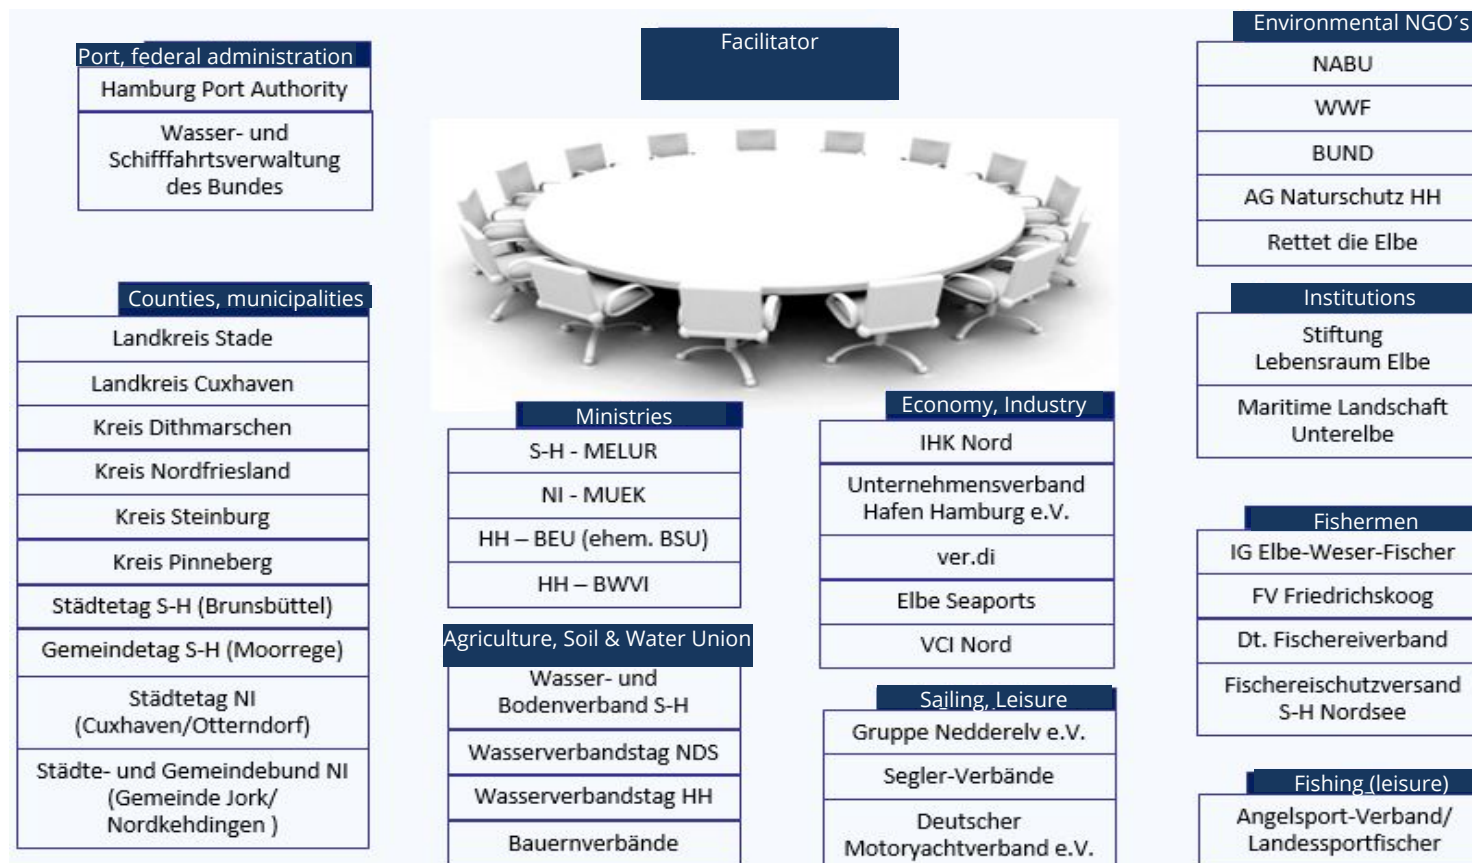 Port, federal administration
Hamburg Port Authority
Wasser- und
Schifffahrtsverwaltung
des Bundes
Counties, municipalities
Landkreis Stade
Landkreis Cuxhaven
Kreis Dithmarschen
Kreis Nordfriesland
Kreis Steinburg
Kreis Pinneberg
Städtetag S-H (Brunsbüttel)
Gemeindetag S-H (Moorrege)
Städtetag NI
(Cuxhaven/Otterndorf)
Städte- und Gemeindebund NI
(Gemeinde Jork/
Nordkehdingen )
Facilitator
Ministries
S-H - MELUR
NI - MUEK
HH – BEU (ehem. BSU)
HH – BWVI
Agriculture, Soil & Water Union
Wasser- und
Bodenverband S-H
Wasserverbandstag NDS
Wasserverbandstag HH
Bauernverbände
Economy, Industry
IHK Nord
Unternehmensverband
Hafen Hamburg e.V.
ver.di
Elbe Seaports
VCI Nord
Sailing, Leisure
Gruppe Nedderelv e.V.
Segler-Verbände
Deutscher
Motoryachtverband e.V.
Environmental NGO´s
NABU
WWF
BUND
AG Naturschutz HH
Rettet die Elbe
Institutions
Stiftung
Lebensraum Elbe
Maritime Landschaft
Unterelbe
Fishermen
IG Elbe-Weser-Fischer
FV Friedrichskoog
Dt. Fischereiverband
Fischereischutzversand
S-H Nordsee
Fishing (leisure)
Angelsport-Verband/
Landessportfischer